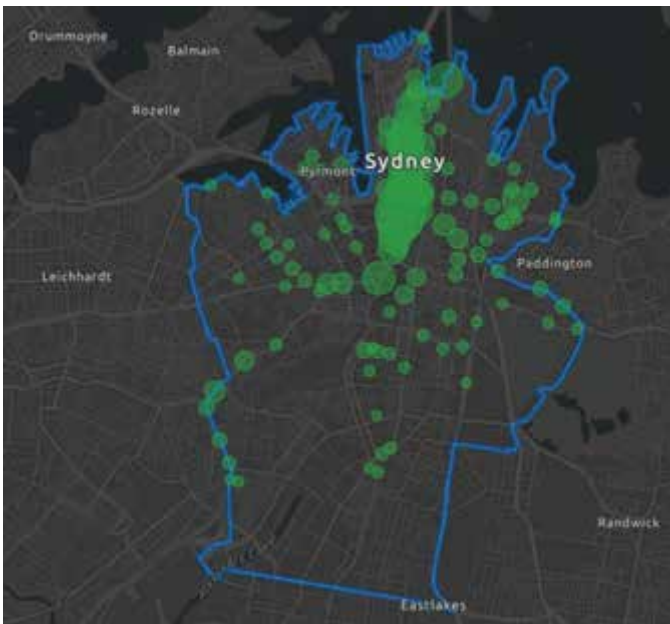 Drummoyne
Balmain
Rozelle
Sydney
Pyrmont
Leichhardt
Paddington
Randwick
Eastlakes